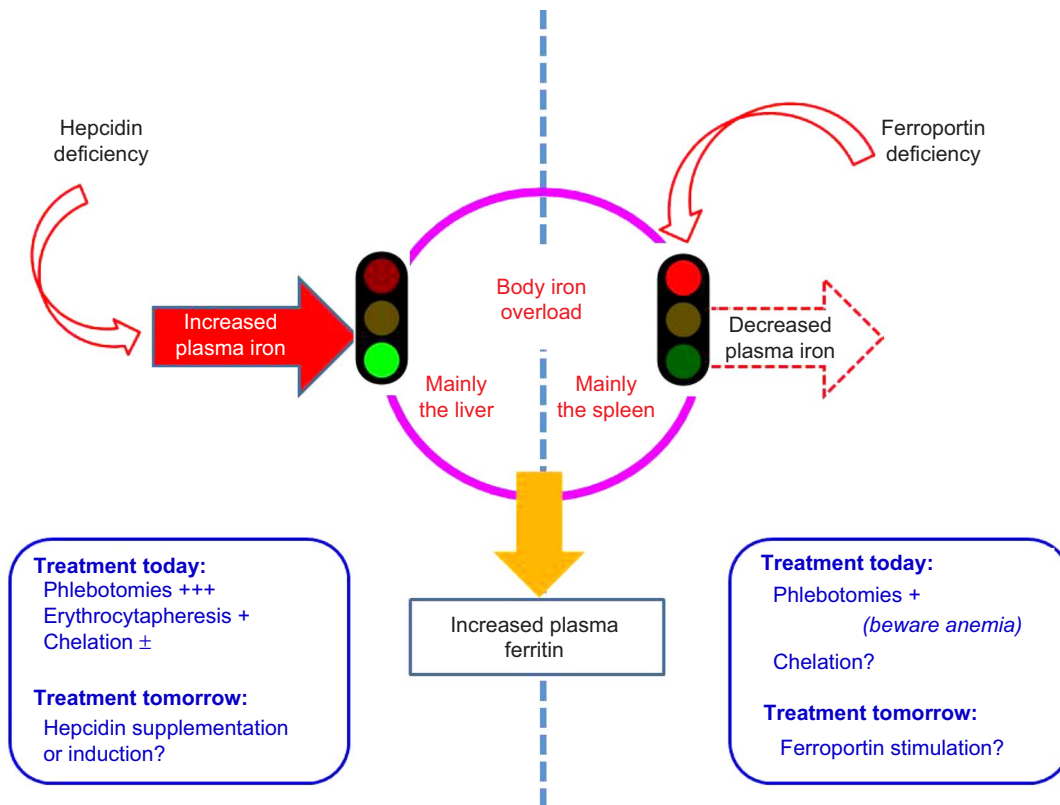 Hepcidin
deficiency
Ferroportin
deficiency
Increased
plasma iron
Body iron
overload
Decreased
plasma iron
Mainly
the liver
Mainly
the spleen
Increased plasma
ferritin
Treatment today:
Phlebotomies +++
Erythrocytapheresis +
Chelation ±
Treatment tomorrow:
Hepcidin supplementation
or induction?
Treatment today:
Phlebotomies +
(beware anemia)
Chelation?
Treatment tomorrow:
Ferroportin stimulation?